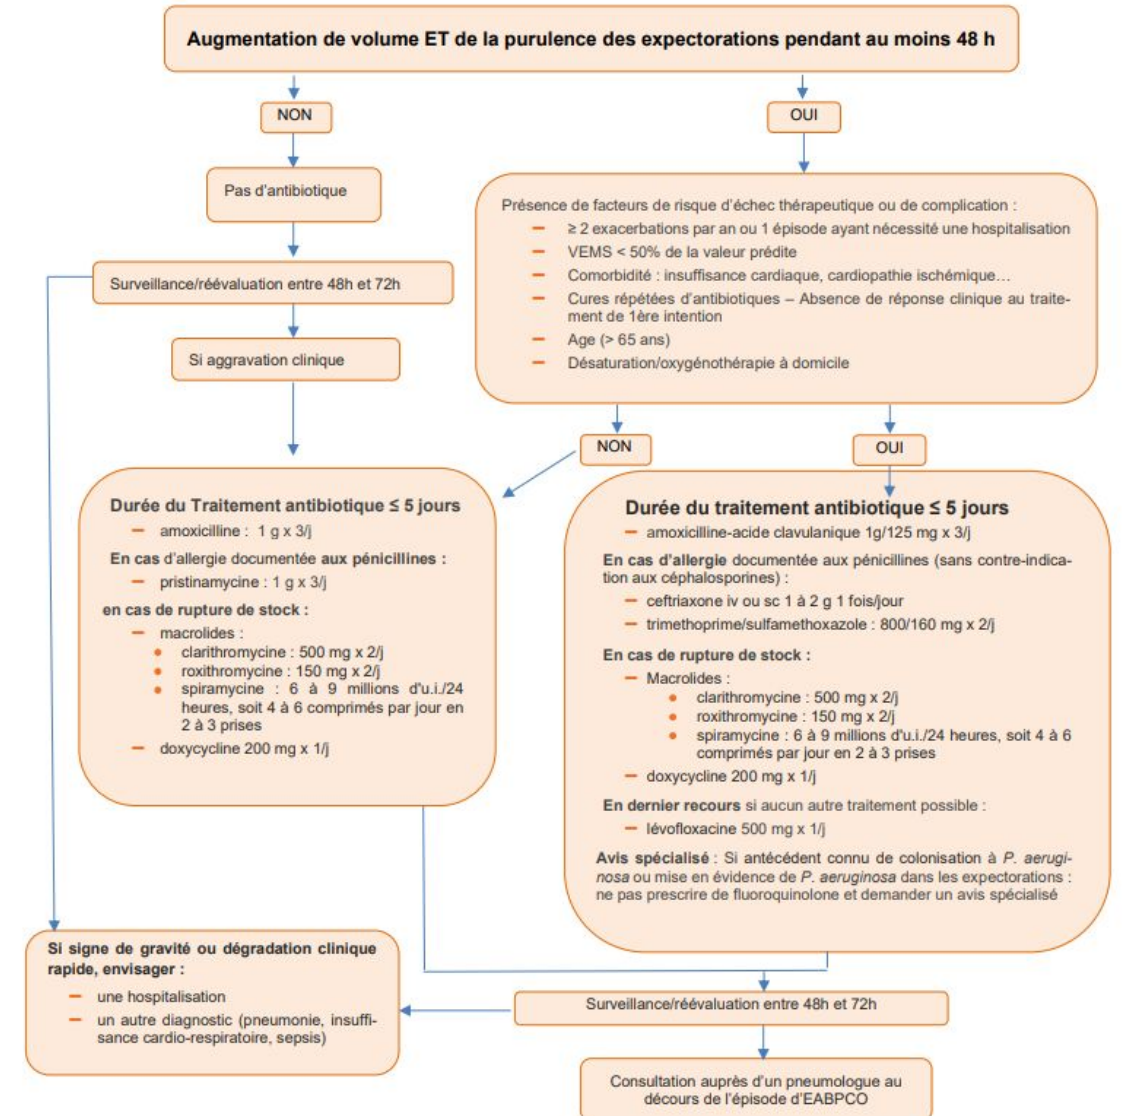 Augmentation de volume ET de la purulence des expectorations pendant au moins 48 h
NON
OUI
Pas d'antibiotique
Surveillance/réévaluation entre 48h et 72h
Si aggravation clinique
Présence de facteurs de risque d'échec thérapeutique ou de complication :
– ≥ 2 exacerbations par an ou 1 épisode ayant nécessité une hospitalisation
– VEMS < 50% de la valeur prédite
– Comorbidité : insuffisance cardiaque, cardiopathie ischémique…
– Cures répétées d'antibiotiques – Absence de réponse clinique au traite-
ment de 1ère intention
– Age (> 65 ans)
– Désaturation/oxygénothérapie à domicile
NON
OUI
Durée du Traitement antibiotique ≤ 5 jours
– amoxicilline : 1 g x 3/j
En cas d'allergie documentée aux pénicillines :
– pristinamycine : 1 g x 3/j
en cas de rupture de stock :
– macrolides :
• clarithromycine : 500 mg x 2/j
• roxithromycine : 150 mg x 2/j
• spiramycine : 6 à 9 millions d'u.i./24
heures, soit 4 à 6 comprimés par jour en
2 à 3 prises
– doxycycline 200 mg x 1/j
Durée du traitement antibiotique ≤ 5 jours
– amoxicilline-acide clavulanique 1g/125 mg x 3/j
En cas d'allergie documentée aux pénicillines (sans contre-indica-
tion aux céphalosporines) :
– ceftriaxone iv ou sc 1 à 2 g 1 fois/jour
– trimethoprime/sulfamethoxazole : 800/160 mg x 2/j
En cas de rupture de stock :
– Macrolides :
• clarithromycine : 500 mg x 2/j
• roxithromycine : 150 mg x 2/j
• spiramycine : 6 à 9 millions d'u.i./24 heures, soit 4 à 6
comprimés par jour en 2 à 3 prises
– doxycycline 200 mg x 1/j
En dernier recours si aucun autre traitement possible :
– lévofloxacine 500 mg x 1/j
Avis spécialisé : Si antécédent connu de colonisation à P. aerugi-
nosa ou mise en évidence de P. aeruginosa dans les expectorations :
ne pas prescrire de fluoroquinolone et demander un avis spécialisé
Si signe de gravité ou dégradation clinique
rapide, envisager :
– une hospitalisation
– un autre diagnostic (pneumonie, insuffi-
sance cardio-respiratoire, sepsis)
Surveillance/réévaluation entre 48h et 72h
Consultation auprès d'un pneumologue au
décours de l'épisode d'EABPCO